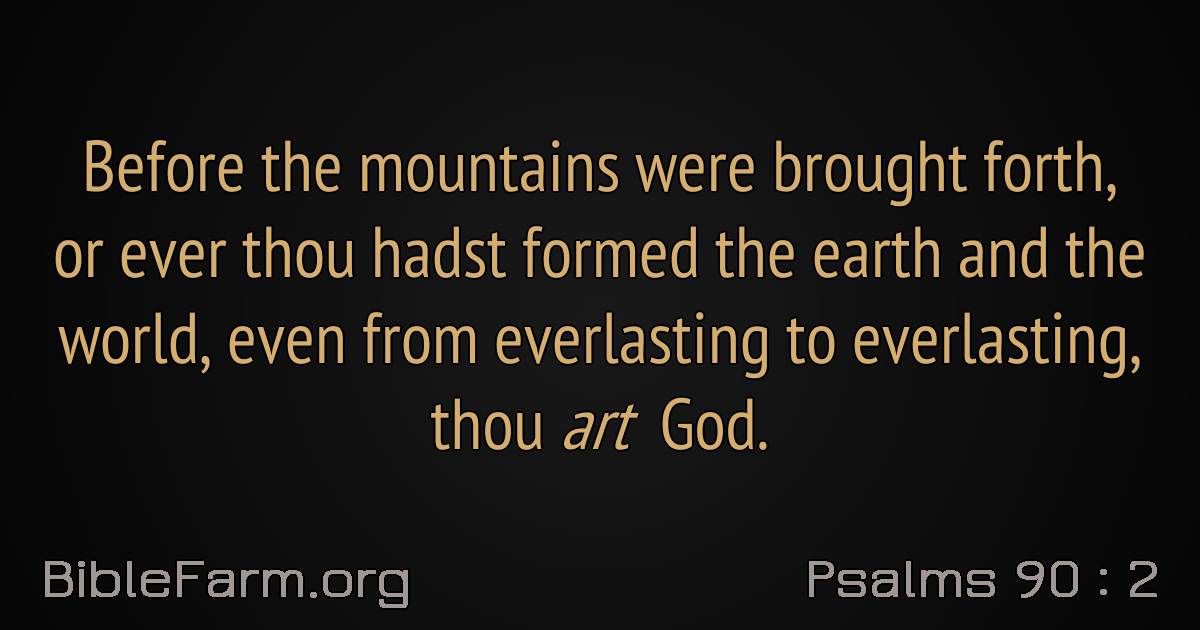 Before the mountains were brought forth,
or ever thou hadst formed the earth and the
world, even from everlasting to everlasting,
thou art God.
BibleFarm.org
Psalms 90 : 2